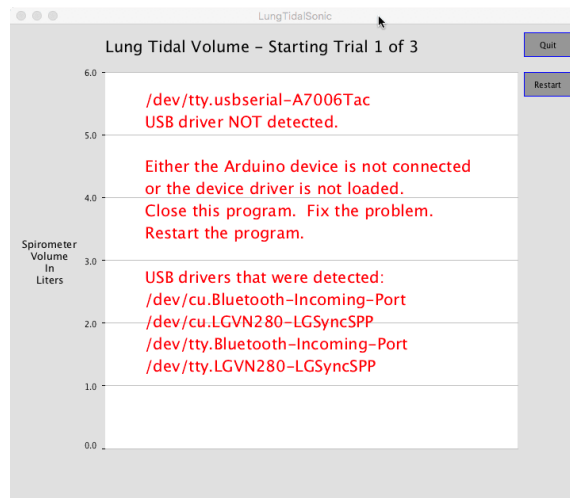 LungTidalSonic
Lung Tidal Volume - Starting Trial 1 of 3
Quit
Restart
6.0
/dev/tty.usbserial-A7006Tac
USB driver NOT detected.
5.0
Either the Arduino device is not connected
or the device driver is not loaded.
4.0
Close this program.  Fix the problem.
Restart the program.
Spirometer
Volume
In
Liters
3.0
USB drivers that were detected:
/dev/cu.Bluetooth-Incoming-Port
/dev/cu.LGVN280-LGSyncSPP
2.0
/dev/tty.Bluetooth-Incoming-Port
/dev/tty.LGVN280-LGSyncSPP
1.0
0.0